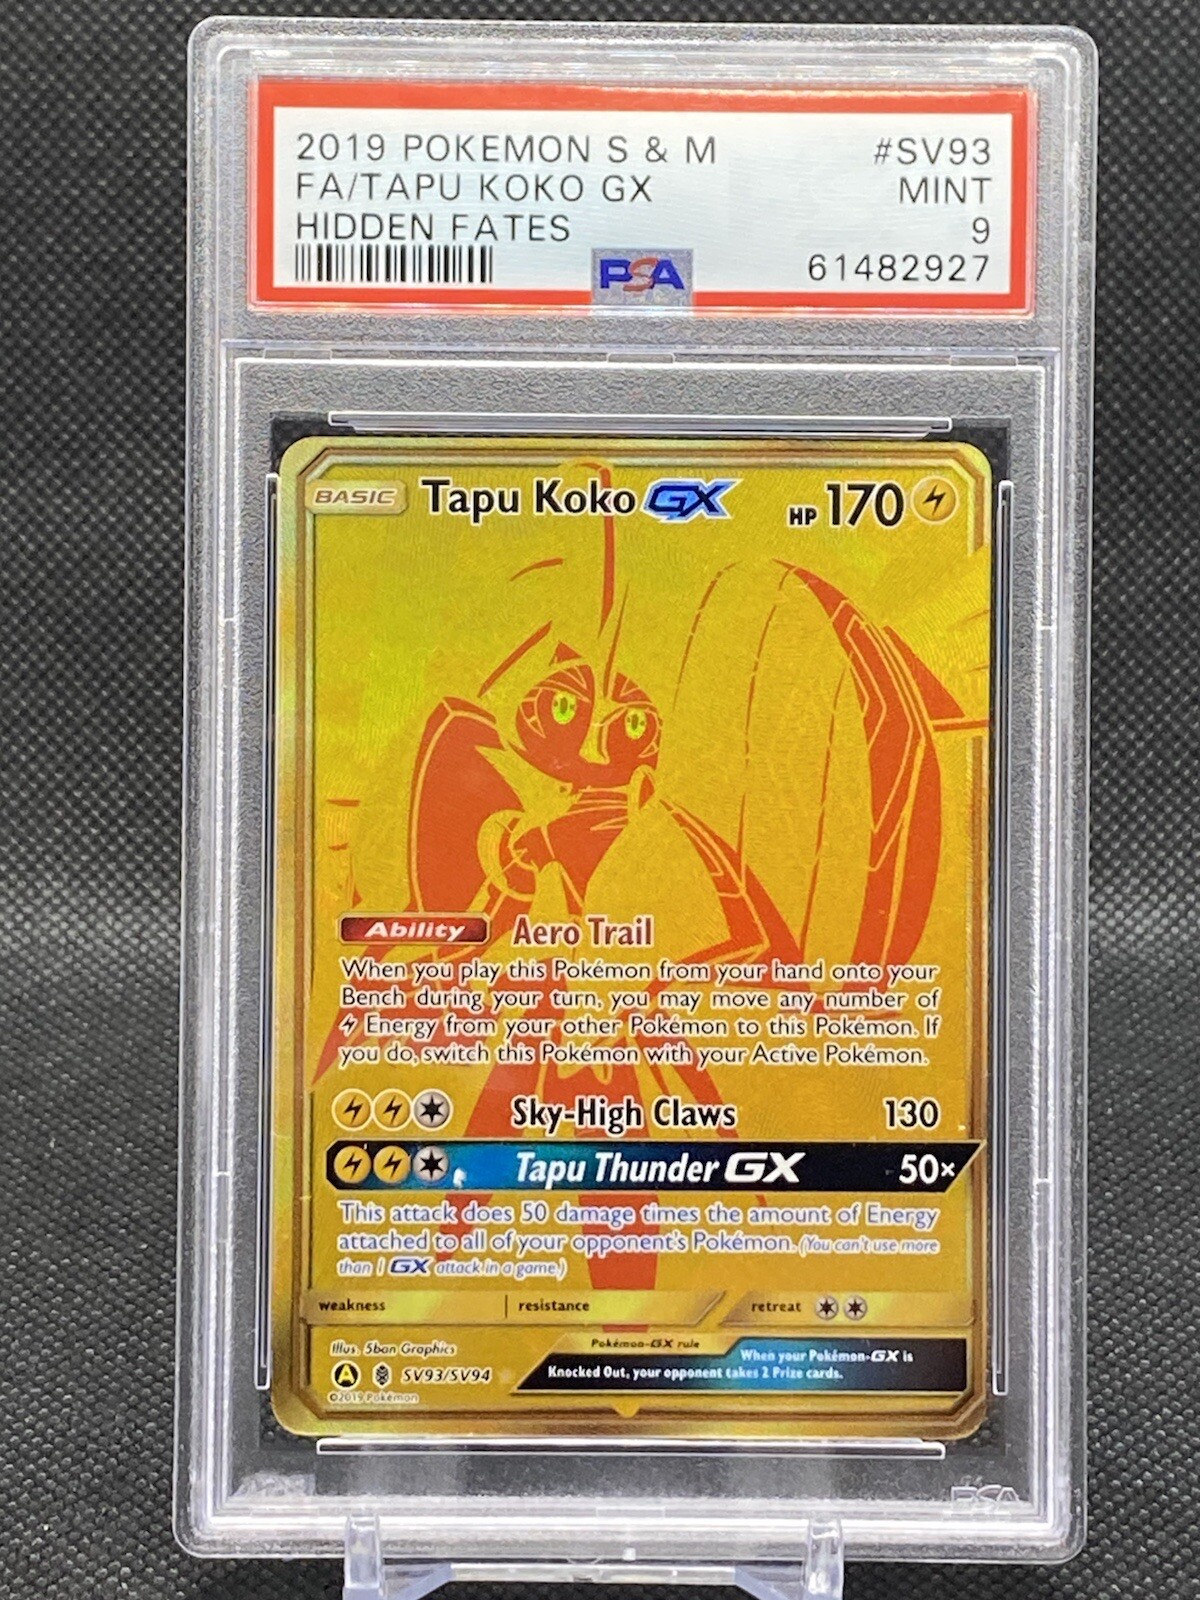 2019 POKEMON S & M #SV93
FA/TAPU KOKO GX MINT
HIDDEN FATES 9
PSA 61482927
BASIC Tapu Koko GX HP 170
Ability Aero Trail
When you play this Pokémon from your hand onto your
Bench during your turn, you may move any number of
Energy from your other Pokémon to this Pokémon. If
you do, switch this Pokémon with your Active Pokémon.
Sky-High Claws 130
Tapu Thunder GX 50×
This attack does 50 damage times the amount of Energy
attached to all of your opponent's Pokémon. (You can't use more
than 1 GX attack in a game.)
weakness resistance retreat
Illus. 5ban Graphics
A SV93/SV94
©2019 Pokémon
Pokémon-GX rule
When your Pokémon-GX is
Knocked Out, your opponent takes 2 Prize cards.
PSA